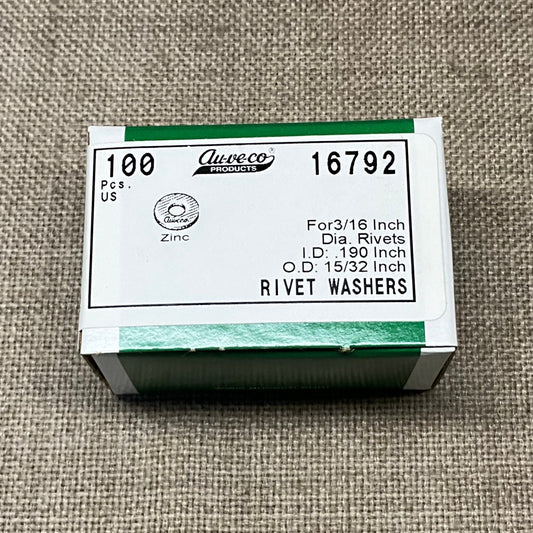 100 Au-ve-co® 16792
Pcs. PRODUCTS
US
Auveco
Zinc
For3/16 Inch
Dia. Rivets
I.D: .190 Inch
O.D: 15/32 Inch
RIVET WASHERS